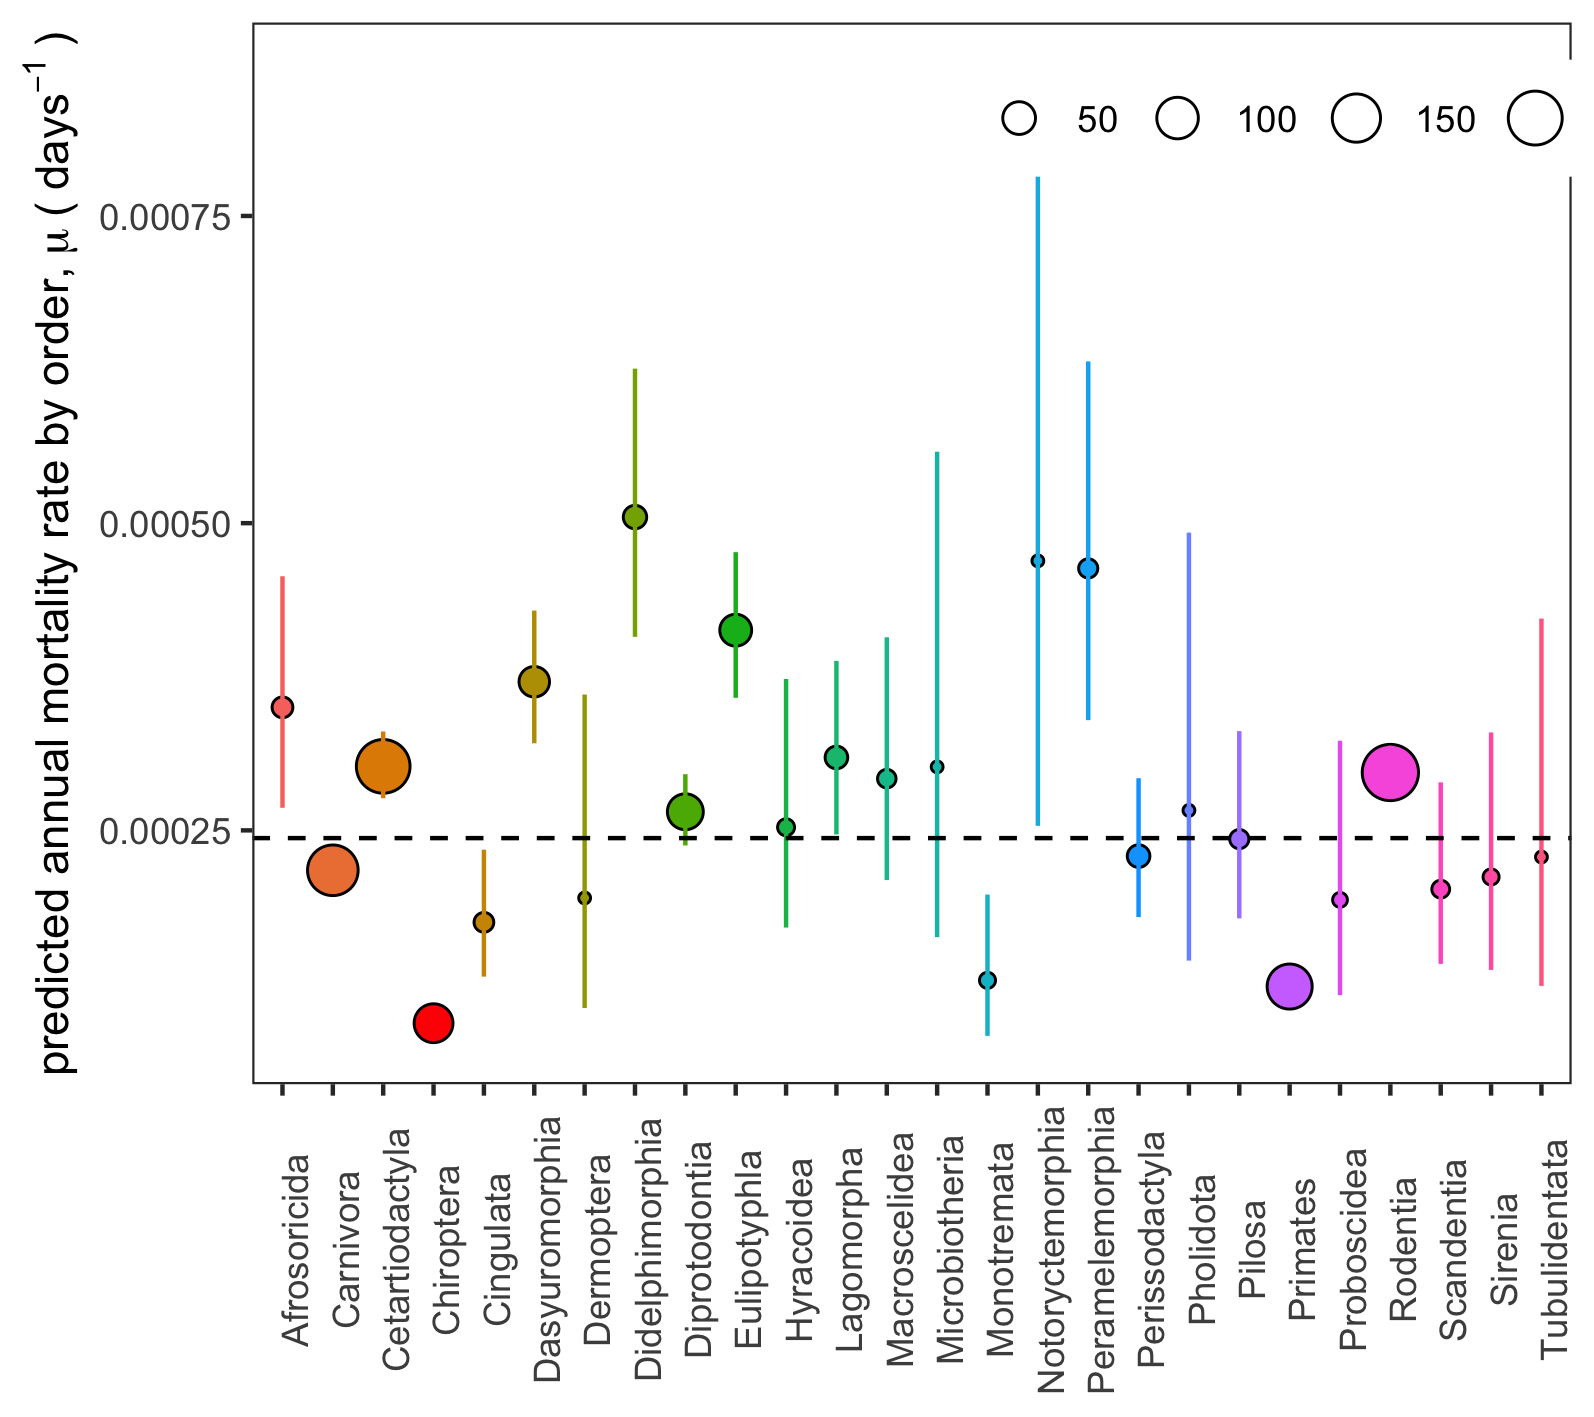 predicted annual mortality rate by order, μ ( days⁻¹ )
50 100 150
0.00075
0.00050
0.00025
Afrosoricida
Carnivora
Cetartiodactyla
Chiroptera
Cingulata
Dasyuromorphia
Dermoptera
Didelphimorphia
Diprotodontia
Eulipotyphla
Hyracoidea
Lagomorpha
Macroscelidea
Microbiotheria
Monotremata
Notoryctemorphia
Peramelemorphia
Perissodactyla
Pholidota
Pilosa
Primates
Proboscidea
Rodentia
Scandentia
Sirenia
Tubulidentata